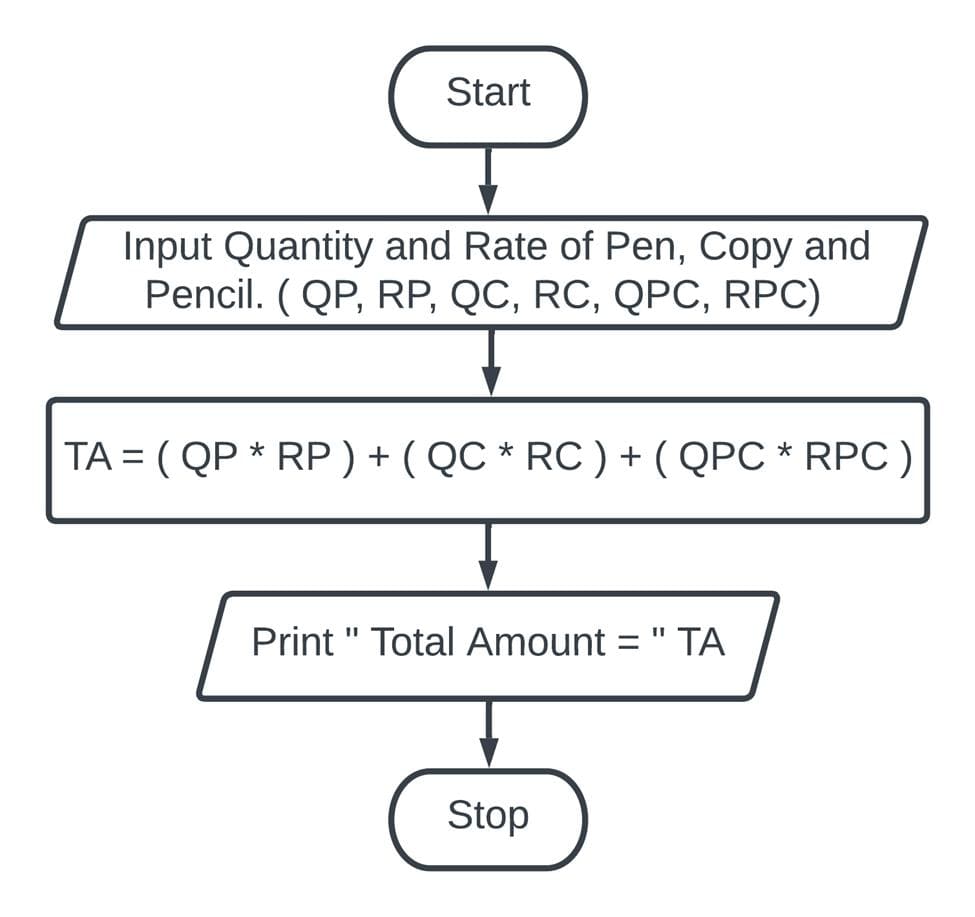 Start
Input Quantity and Rate of Pen, Copy and
Pencil. ( QP, RP, QC, RC, QPC, RPC)
TA = ( QP * RP ) + ( QC * RC ) + ( QPC * RPC )
Print " Total Amount = " TA
Stop